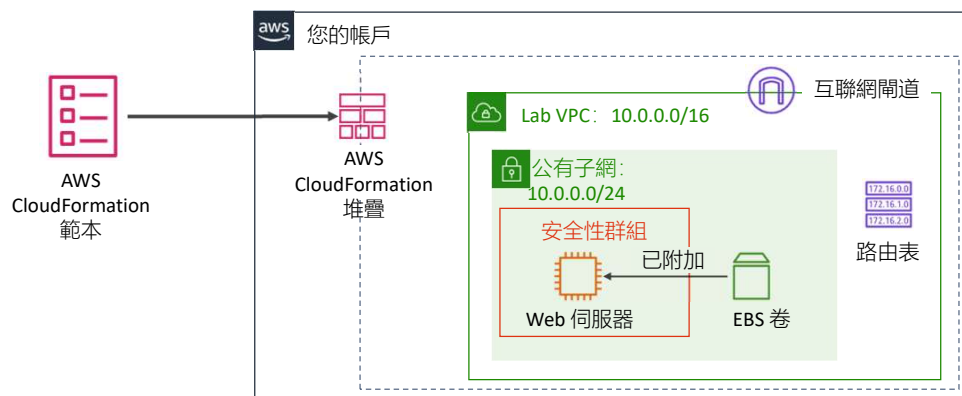 aws
您的帳戶
互聯網閘道
Lab VPC：10.0.0.0/16
AWS
CloudFormation
範本
AWS
CloudFormation
堆疊
公有子網：
10.0.0.0/24
安全性群組
已附加
Web 伺服器
EBS 卷
172.16.0.0
172.16.1.0
172.16.2.0
路由表